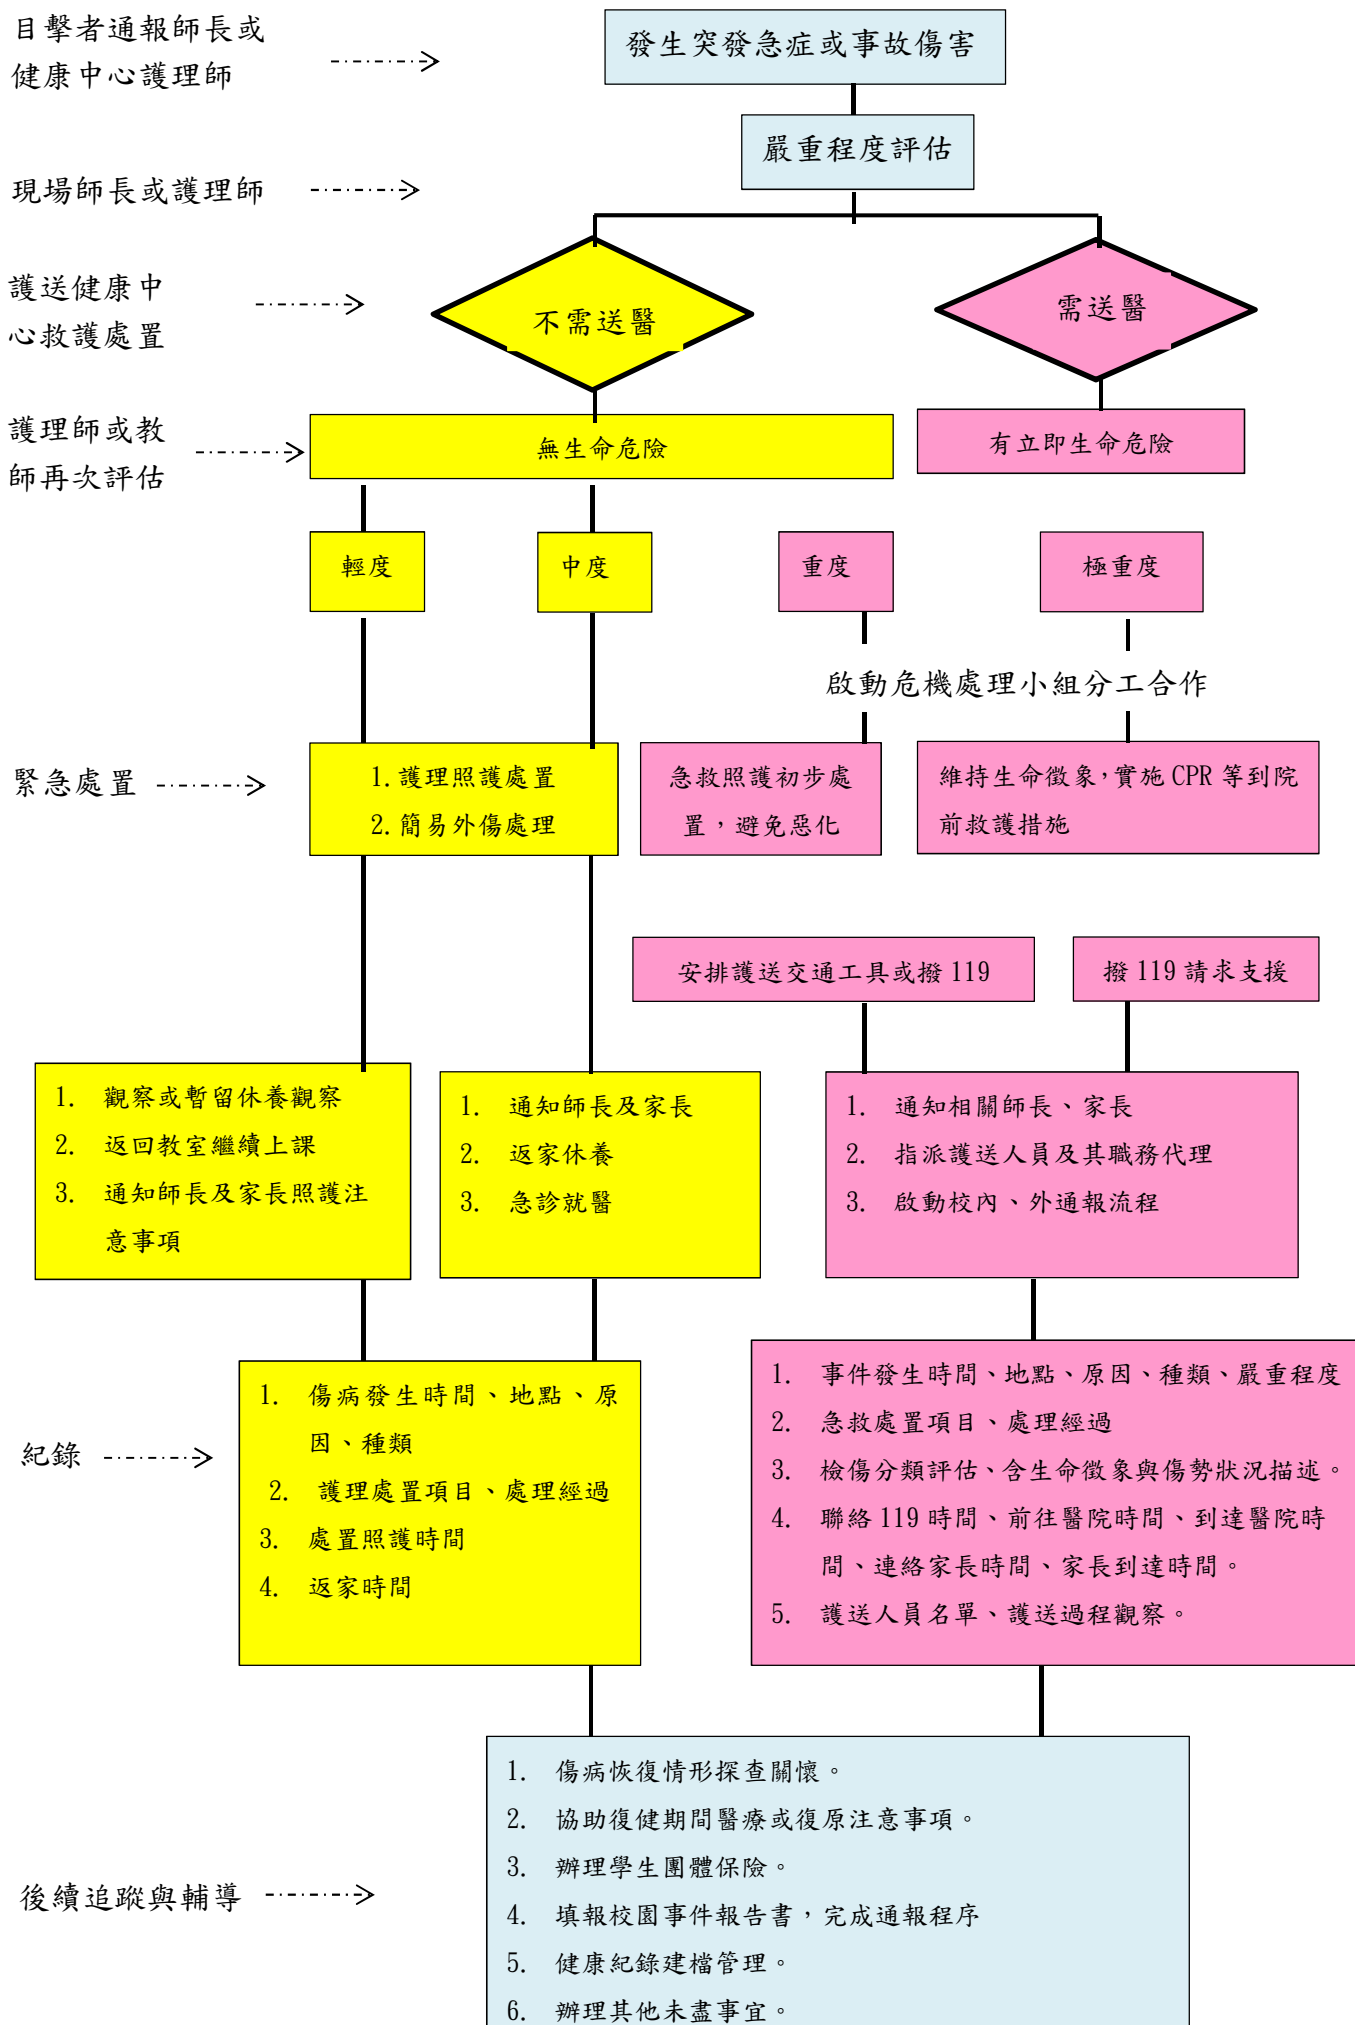 目擊者通報師長或
健康中心護理師
發生突發急症或事故傷害
嚴重程度評估
現場師長或護理師
護送健康中
心救護處置
不需送醫
需送醫
護理師或教
師再次評估
無生命危險
有立即生命危險
輕度
中度
重度
極重度
啟動危機處理小組分工合作
緊急處置
1.護理照護處置
2.簡易外傷處理
急救照護初步處
置，避免惡化
維持生命徵象，實施 CPR 等到院
前救護措施
安排護送交通工具或撥 119
撥 119 請求支援
1. 觀察或暫留休養觀察
2. 返回教室繼續上課
3. 通知師長及家長照護注
意事項
1. 通知師長及家長
2. 返家休養
3. 急診就醫
1. 通知相關師長、家長
2. 指派護送人員及其職務代理
3. 啟動校內、外通報流程
紀錄
1. 傷病發生時間、地點、原
因、種類
2. 護理處置項目、處理經過
3. 處置照護時間
4. 返家時間
1. 事件發生時間、地點、原因、種類、嚴重程度
2. 急救處置項目、處理經過
3. 檢傷分類評估、含生命徵象與傷勢狀況描述。
4. 聯絡 119 時間、前往醫院時間、到達醫院時
間、連絡家長時間、家長到達時間。
5. 護送人員名單、護送過程觀察。
後續追蹤與輔導
1. 傷病恢復情形探查關懷。
2. 協助復健期間醫療或復原注意事項。
3. 辦理學生團體保險。
4. 填報校園事件報告書，完成通報程序
5. 健康紀錄建檔管理。
6. 辦理其他未盡事宜。